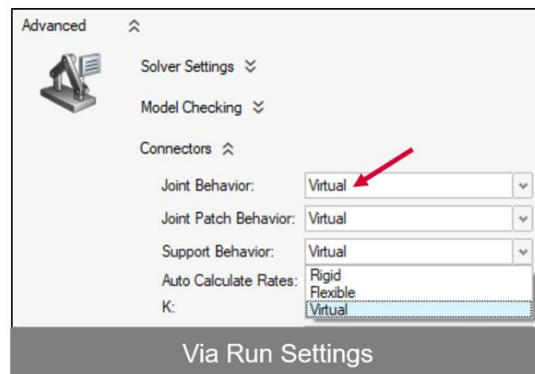 Advanced
Solver Settings
Model Checking
Connectors
Joint Behavior: Virtual
Joint Patch Behavior: Virtual
Support Behavior: Virtual
Auto Calculate Rates: Rigid
Flexible
K: Virtual
Via Run Settings